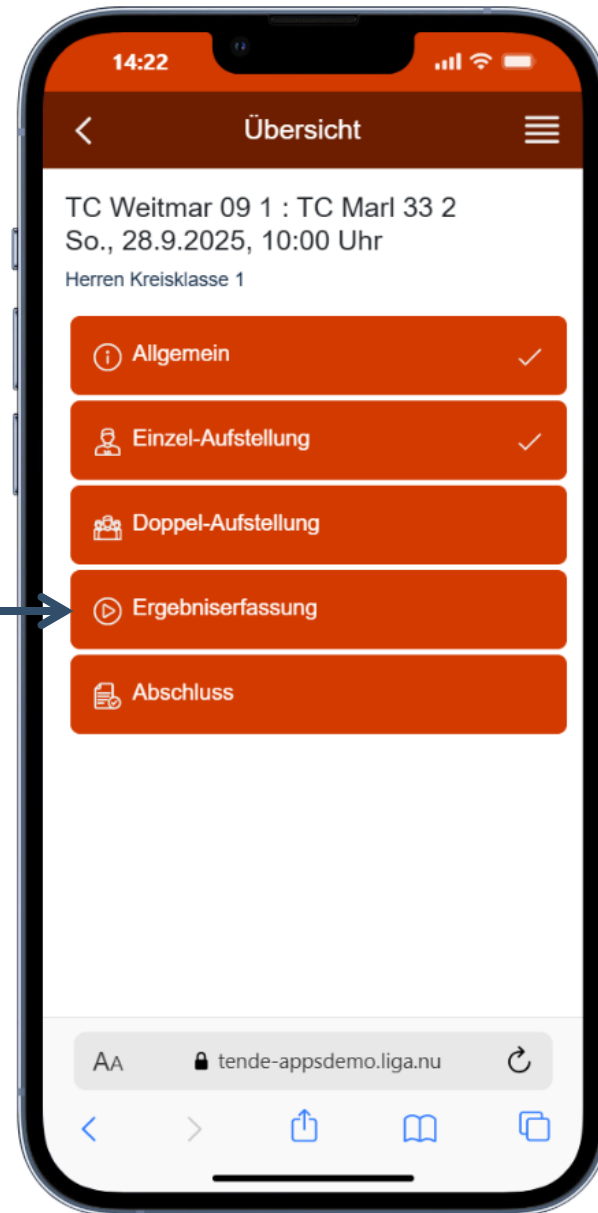 14:22
Übersicht
TC Weitmar 09 1 : TC Marl 33 2
So., 28.9.2025, 10:00 Uhr
Herren Kreisklasse 1
Allgemein
Einzel-Aufstellung
Doppel-Aufstellung
Ergebniserfassung
Abschluss
AA tende-appsdemo.liga.nu